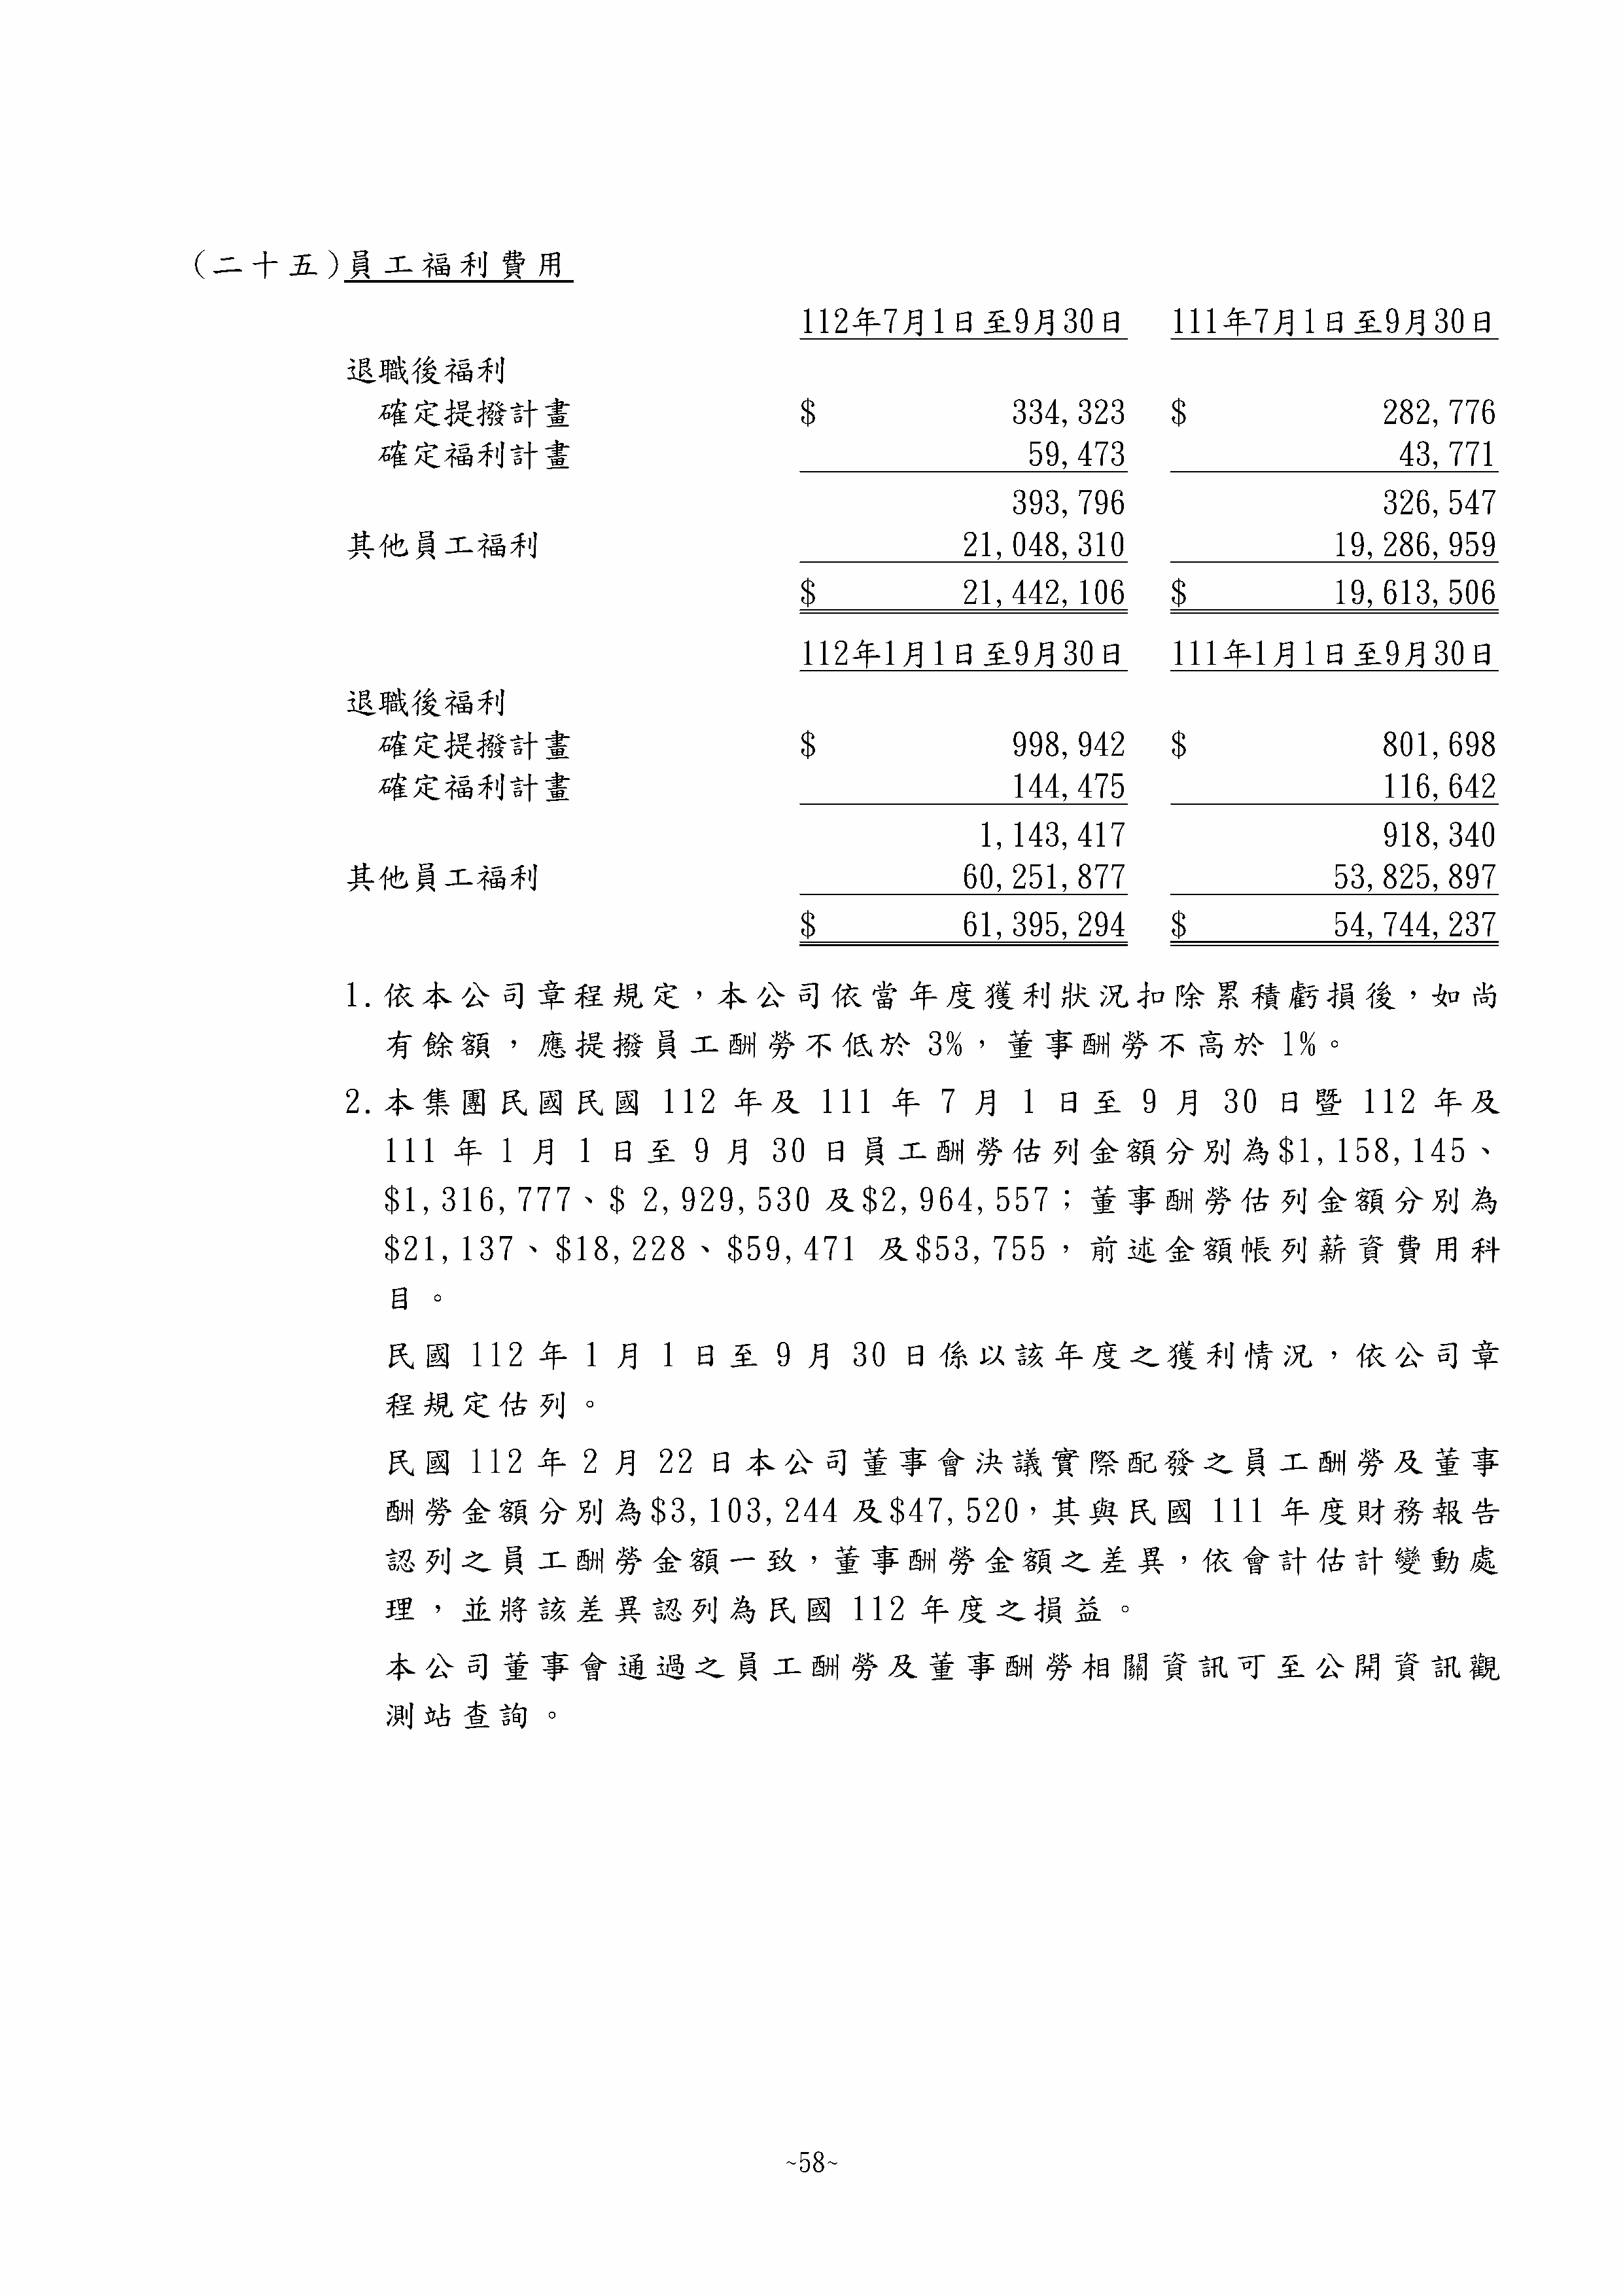 (二十五)員工福利費用
112年7月1日至9月30日 111年7月1日至9月30日
退職後福利
確定提撥計畫 $ 334,323 $ 282,776
確定福利計畫 59,473 43,771
393,796 326,547
其他員工福利 21,048,310 19,286,959
$ 21,442,106 $ 19,613,506
112年1月1日至9月30日 111年1月1日至9月30日
退職後福利
確定提撥計畫 $ 998,942 $ 801,698
確定福利計畫 144,475 116,642
1,143,417 918,340
其他員工福利 60,251,877 53,825,897
$ 61,395,294 $ 54,744,237
1.依本公司章程規定，本公司依當年度獲利狀況扣除累積虧損後，如尚
有餘額，應提撥員工酬勞不低於 3%，董事酬勞不高於 1%。
2.本集團民國民國 112 年及 111 年 7 月 1 日至 9 月 30 日暨 112 年及
111 年 1 月 1 日至 9 月 30 日員工酬勞估列金額分別為$1,158,145、
$1,316,777、$ 2,929,530 及$2,964,557；董事酬勞估列金額分別為
$21,137、$18,228、$59,471 及$53,755，前述金額帳列薪資費用科
目。
民國 112 年 1 月 1 日至 9 月 30 日係以該年度之獲利情況，依公司章
程規定估列。
民國 112 年 2 月 22 日本公司董事會決議實際配發之員工酬勞及董事
酬勞金額分別為$3,103,244 及$47,520，其與民國 111 年度財務報告
認列之員工酬勞金額一致，董事酬勞金額之差異，依會計估計變動處
理，並將該差異認列為民國 112 年度之損益。
本公司董事會通過之員工酬勞及董事酬勞相關資訊可至公開資訊觀
測站查詢。
~58~